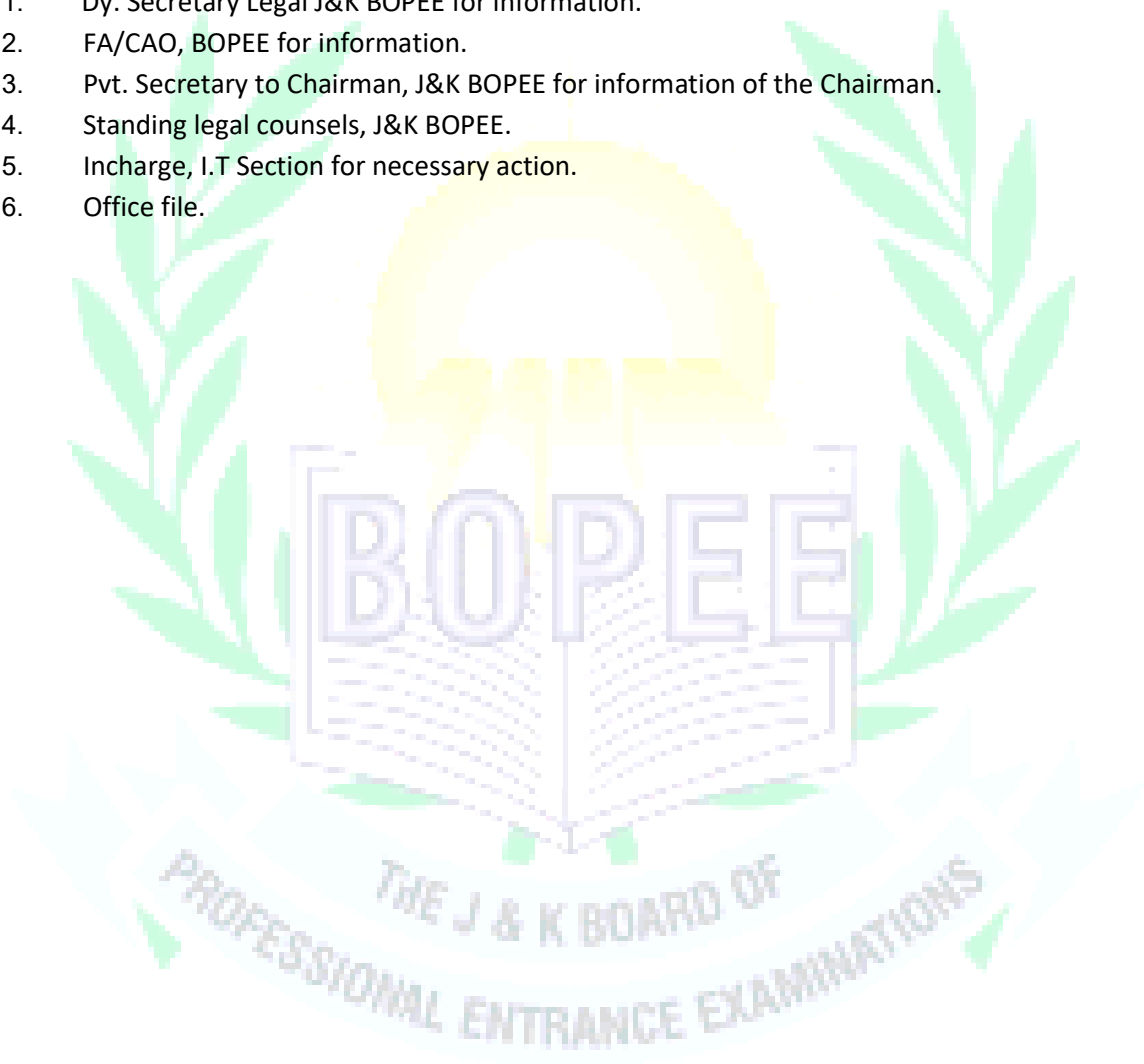 1. Dy. Secretary Legal J&K BOPEE for information.
2. FA/CAO, BOPEE for information.
3. Pvt. Secretary to Chairman, J&K BOPEE for information of the Chairman.
4. Standing legal counsels, J&K BOPEE.
5. Incharge, I.T Section for necessary action.
6. Office file.
BOPEE
THE J & K BOARD OF
PROFESSIONAL ENTRANCE EXAMINATIONS